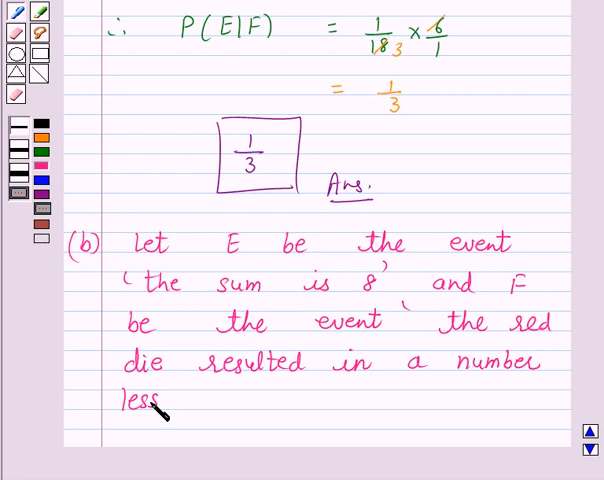 ∴ P(E|F) = 1/18 3 × 6/1
= 1/3
1/3
Ans.
(b) Let E be the event
'the sum is 8' and F
be the event ' the red
die resulted in a number
less